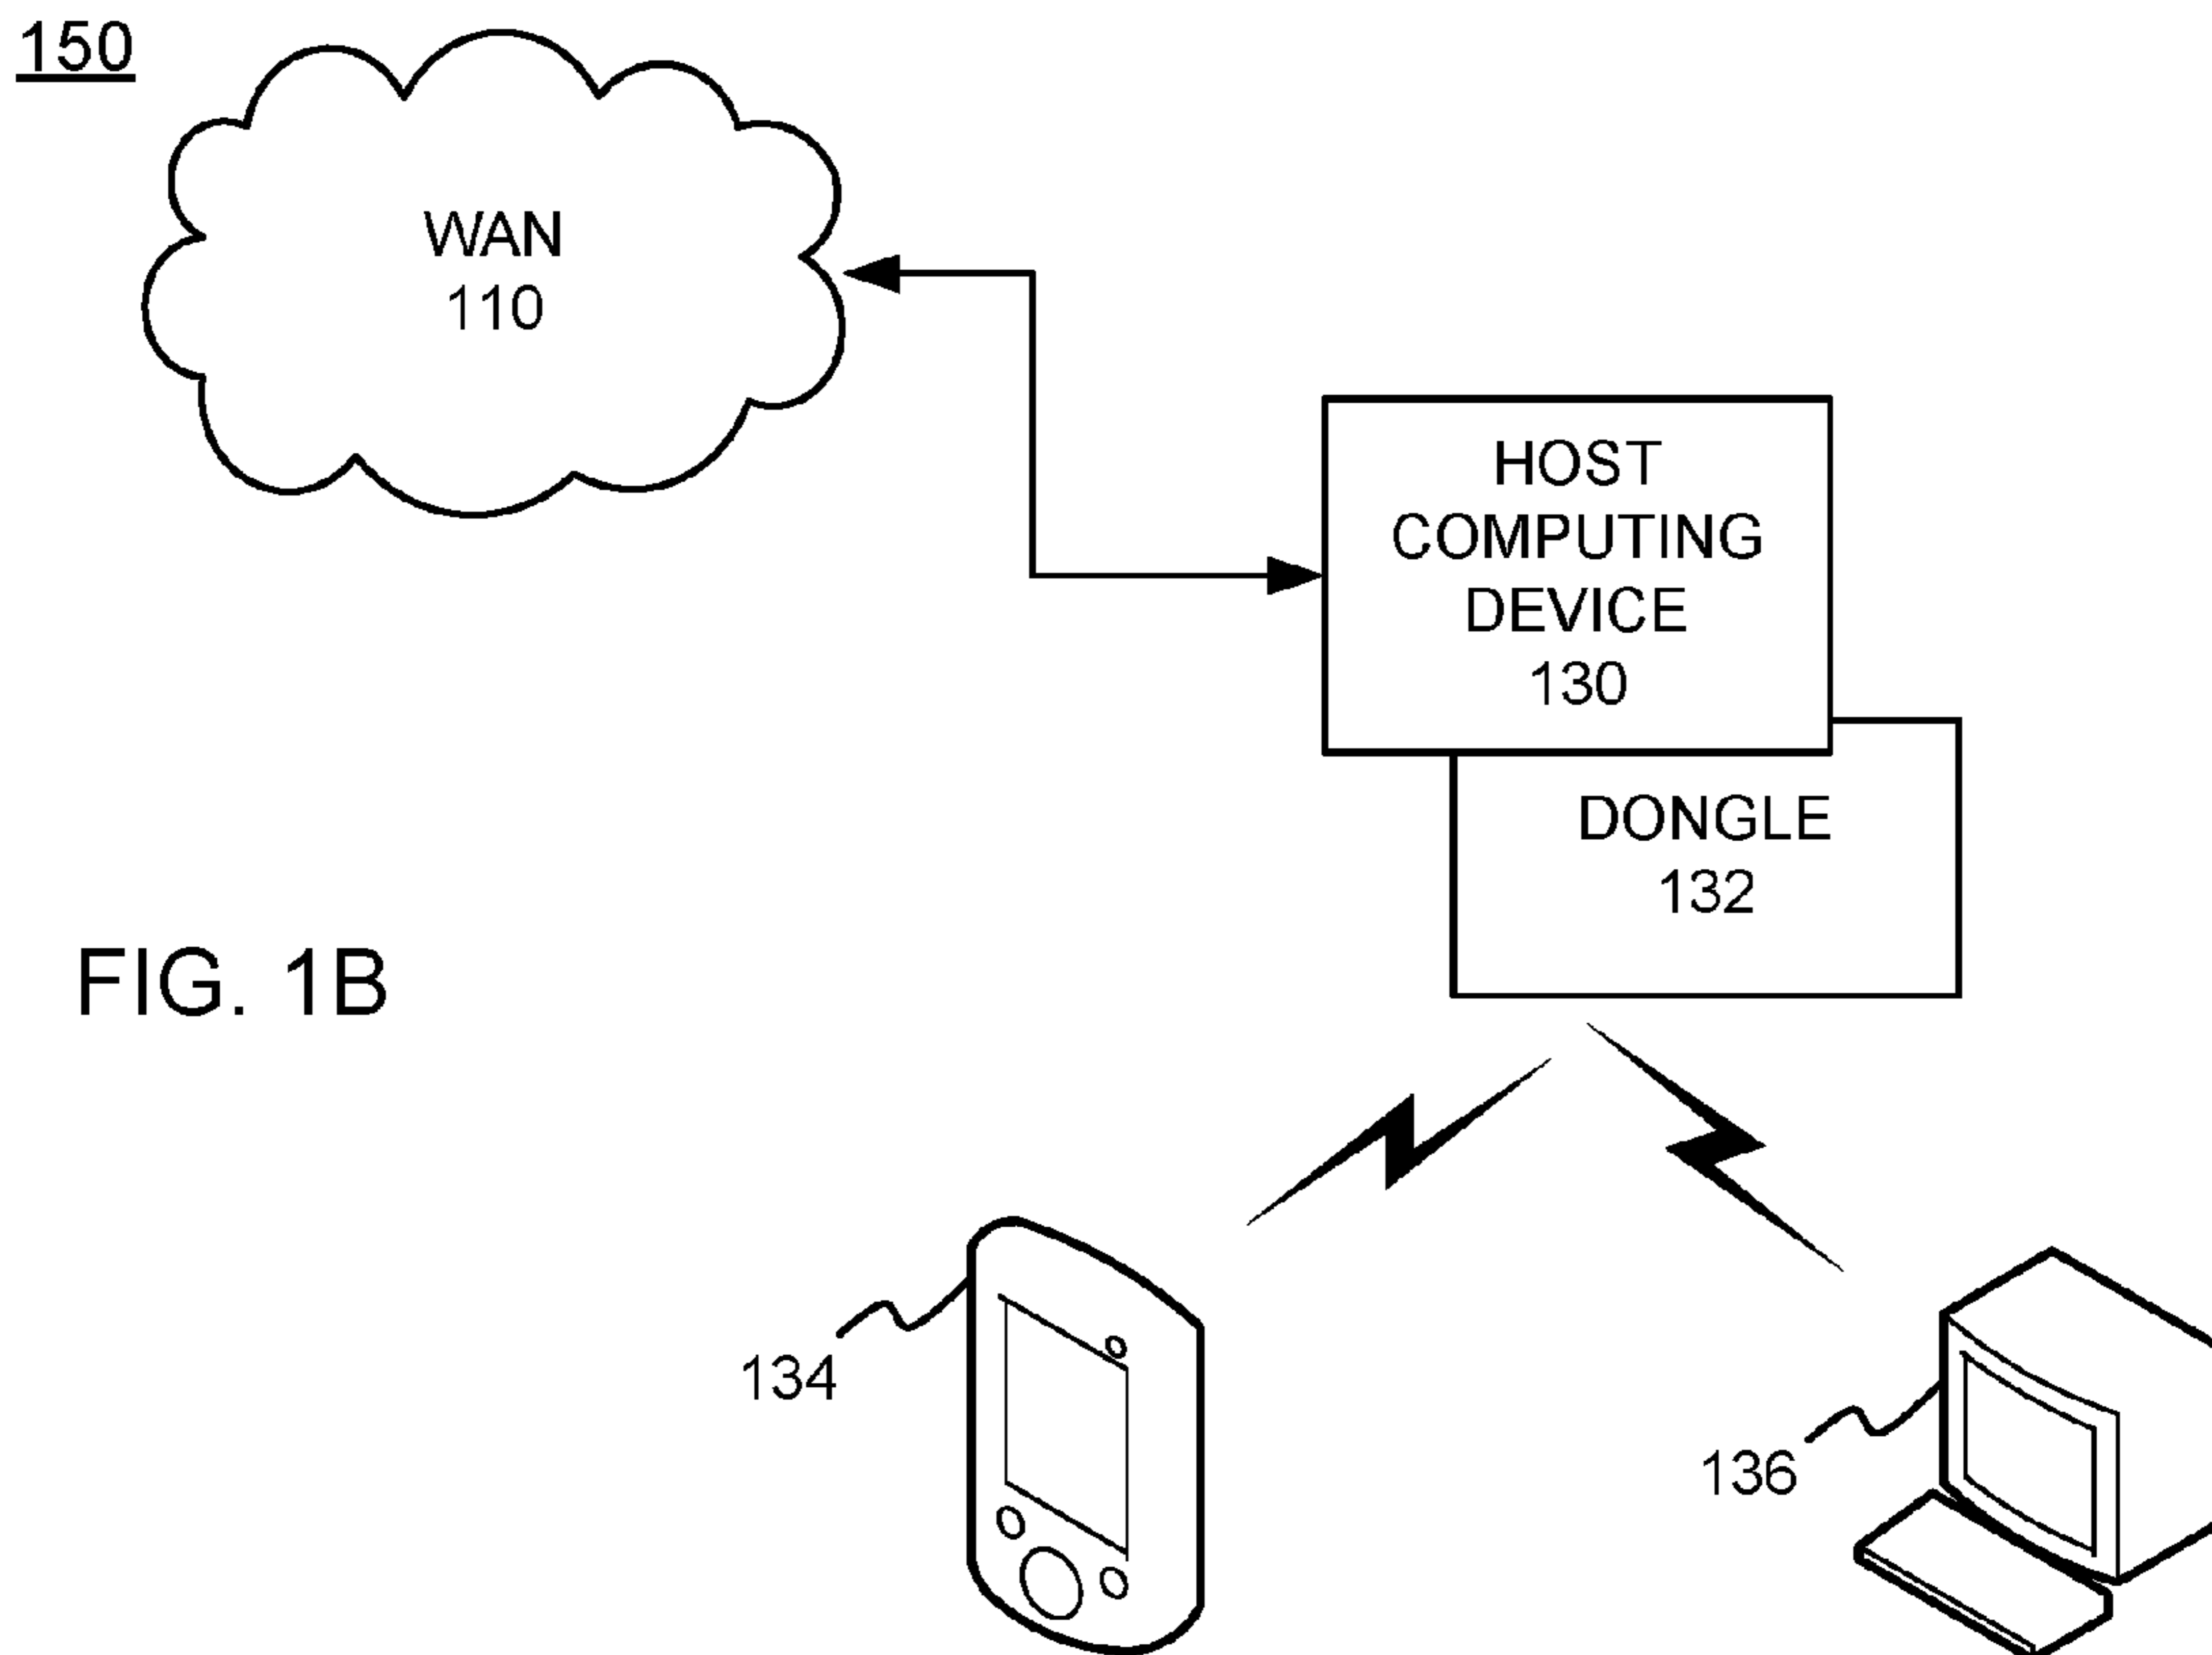 150
WAN
110
HOST
COMPUTING
DEVICE
130
DONGLE
132
FIG. 1B
134
136